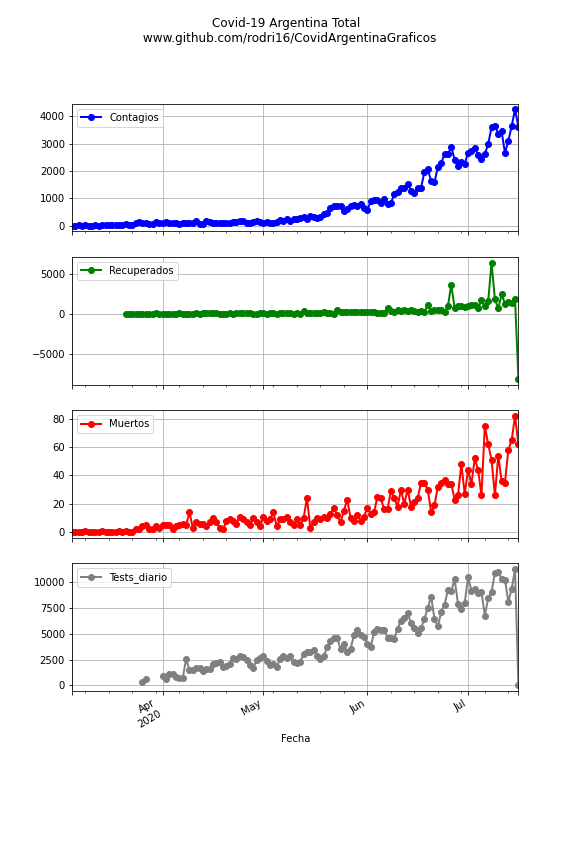 Covid-19 Argentina Total
www.github.com/rodri16/CovidArgentinaGraficos
4000
3000
2000
1000
0
Contagios
5000
0
−5000
Recuperados
80
60
40
20
0
Muertos
10000
7500
5000
2500
0
Tests_diario
Apr
2020
May
Jun
Jul
Fecha